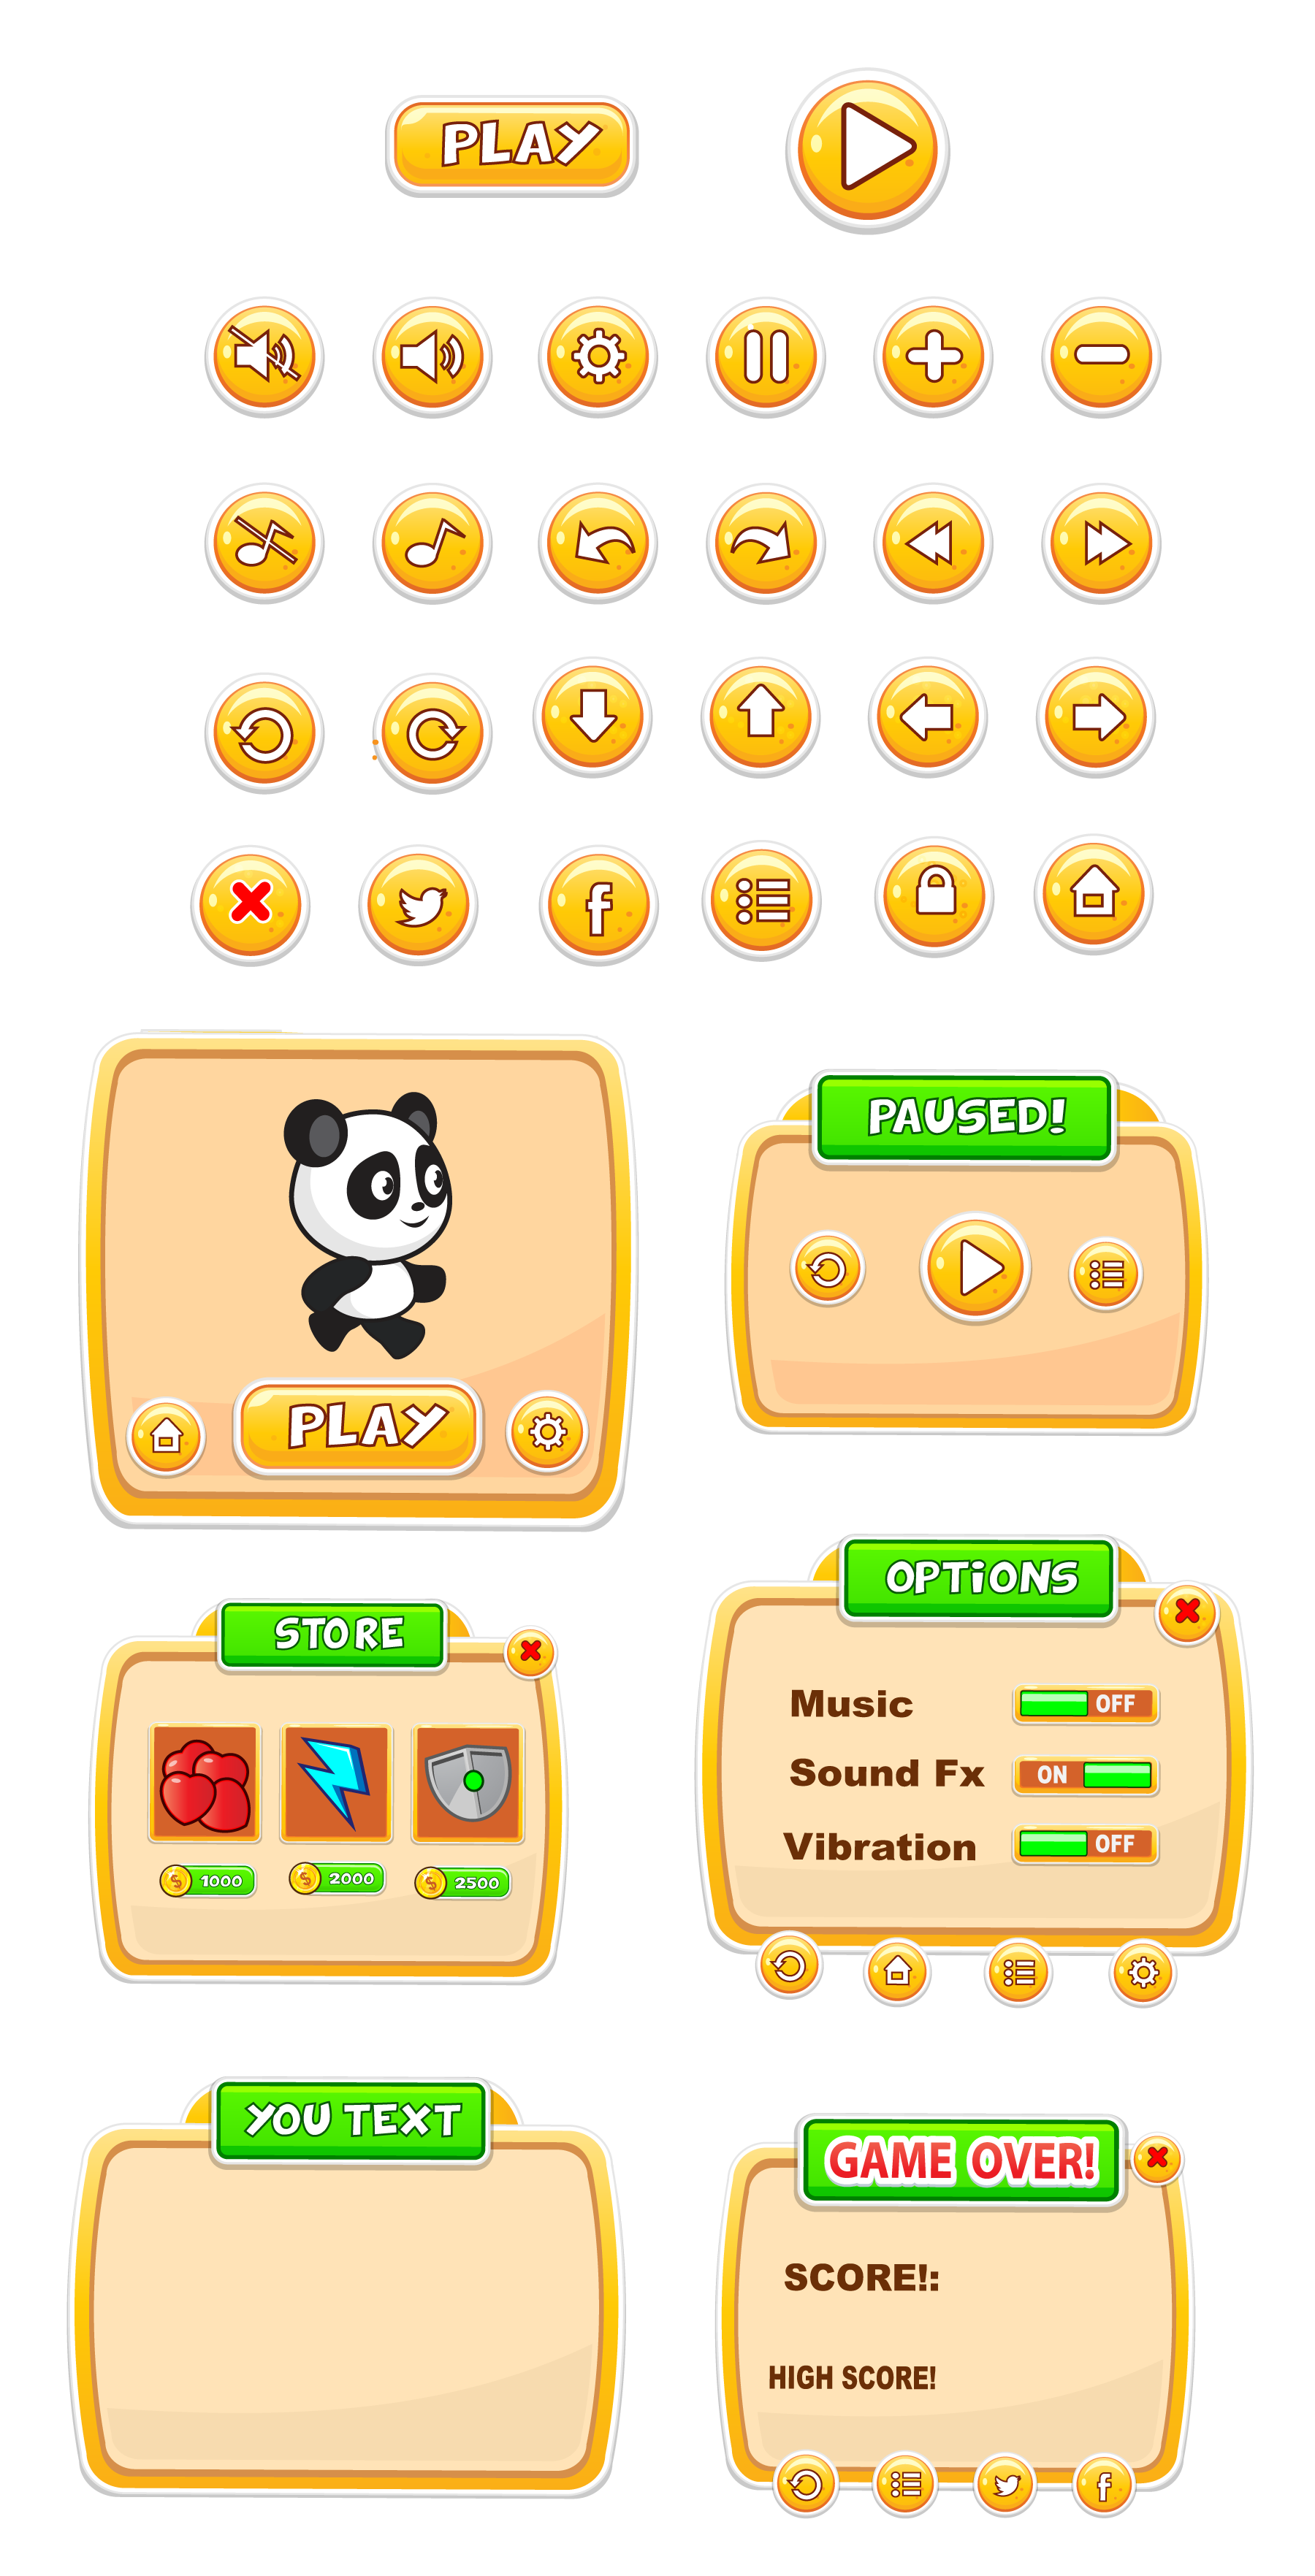 PLAY
f
PAUSED!
PLAY
OPTiONS
STORE
Music OFF
Sound Fx ON
Vibration OFF
$ 1000 $ 2000 $ 2500
YOU TEXT
GAME OVER!
SCORE!:
HIGH SCORE!
f